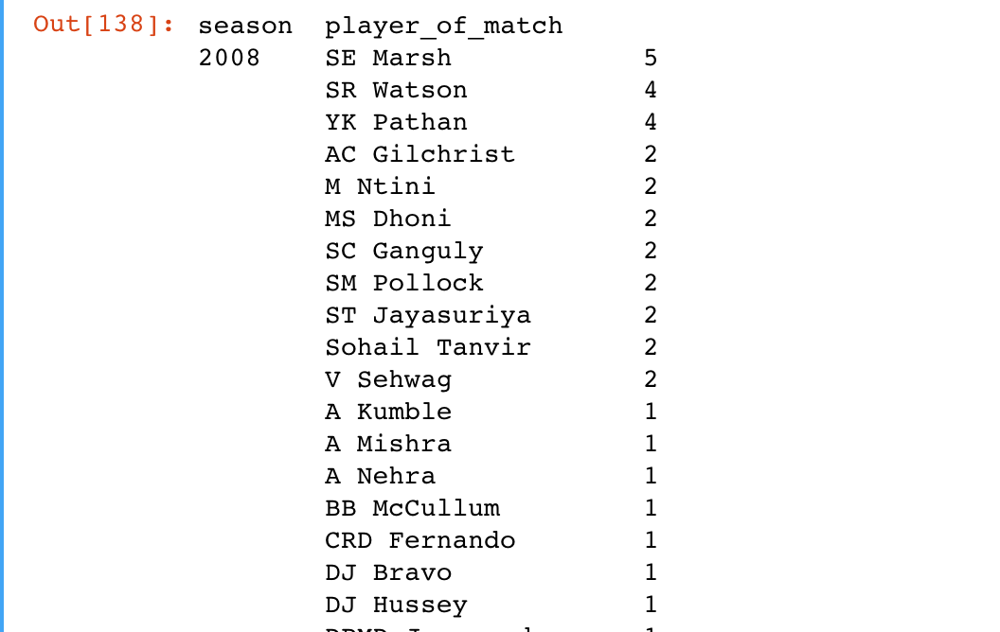 Out[138]: season player_of_match
2008 SE Marsh 5
SR Watson 4
YK Pathan 4
AC Gilchrist 2
M Ntini 2
MS Dhoni 2
SC Ganguly 2
SM Pollock 2
ST Jayasuriya 2
Sohail Tanvir 2
V Sehwag 2
A Kumble 1
A Mishra 1
A Nehra 1
BB McCullum 1
CRD Fernando 1
DJ Bravo 1
DJ Hussey 1